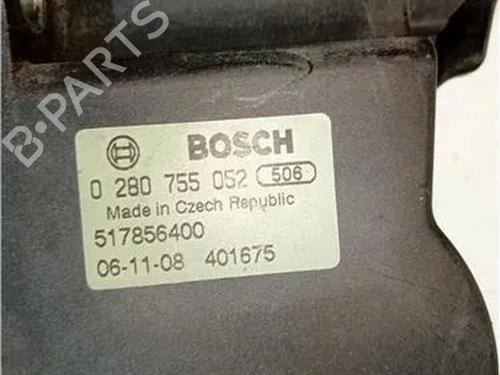 B·PARTS
BOSCH
0 280 755 052 506
Made in Czech Republic
517856400
06-11-08 401675